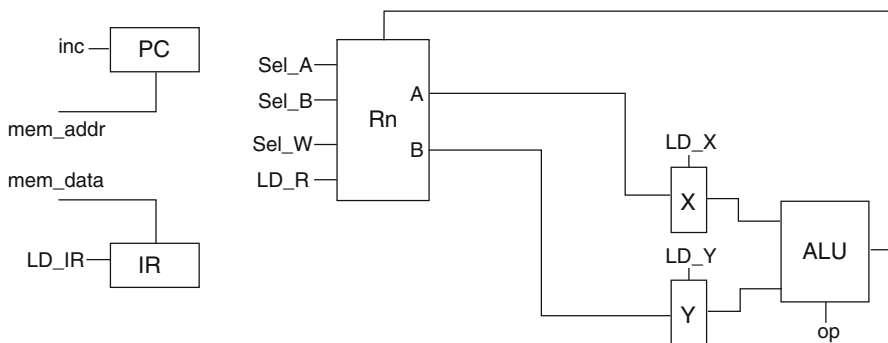 inc
PC
mem_addr
mem_data
LD_IR
IR
Sel_A
Sel_B
Sel_W
LD_R
Rn
A
B
LD_X
X
LD_Y
Y
ALU
op